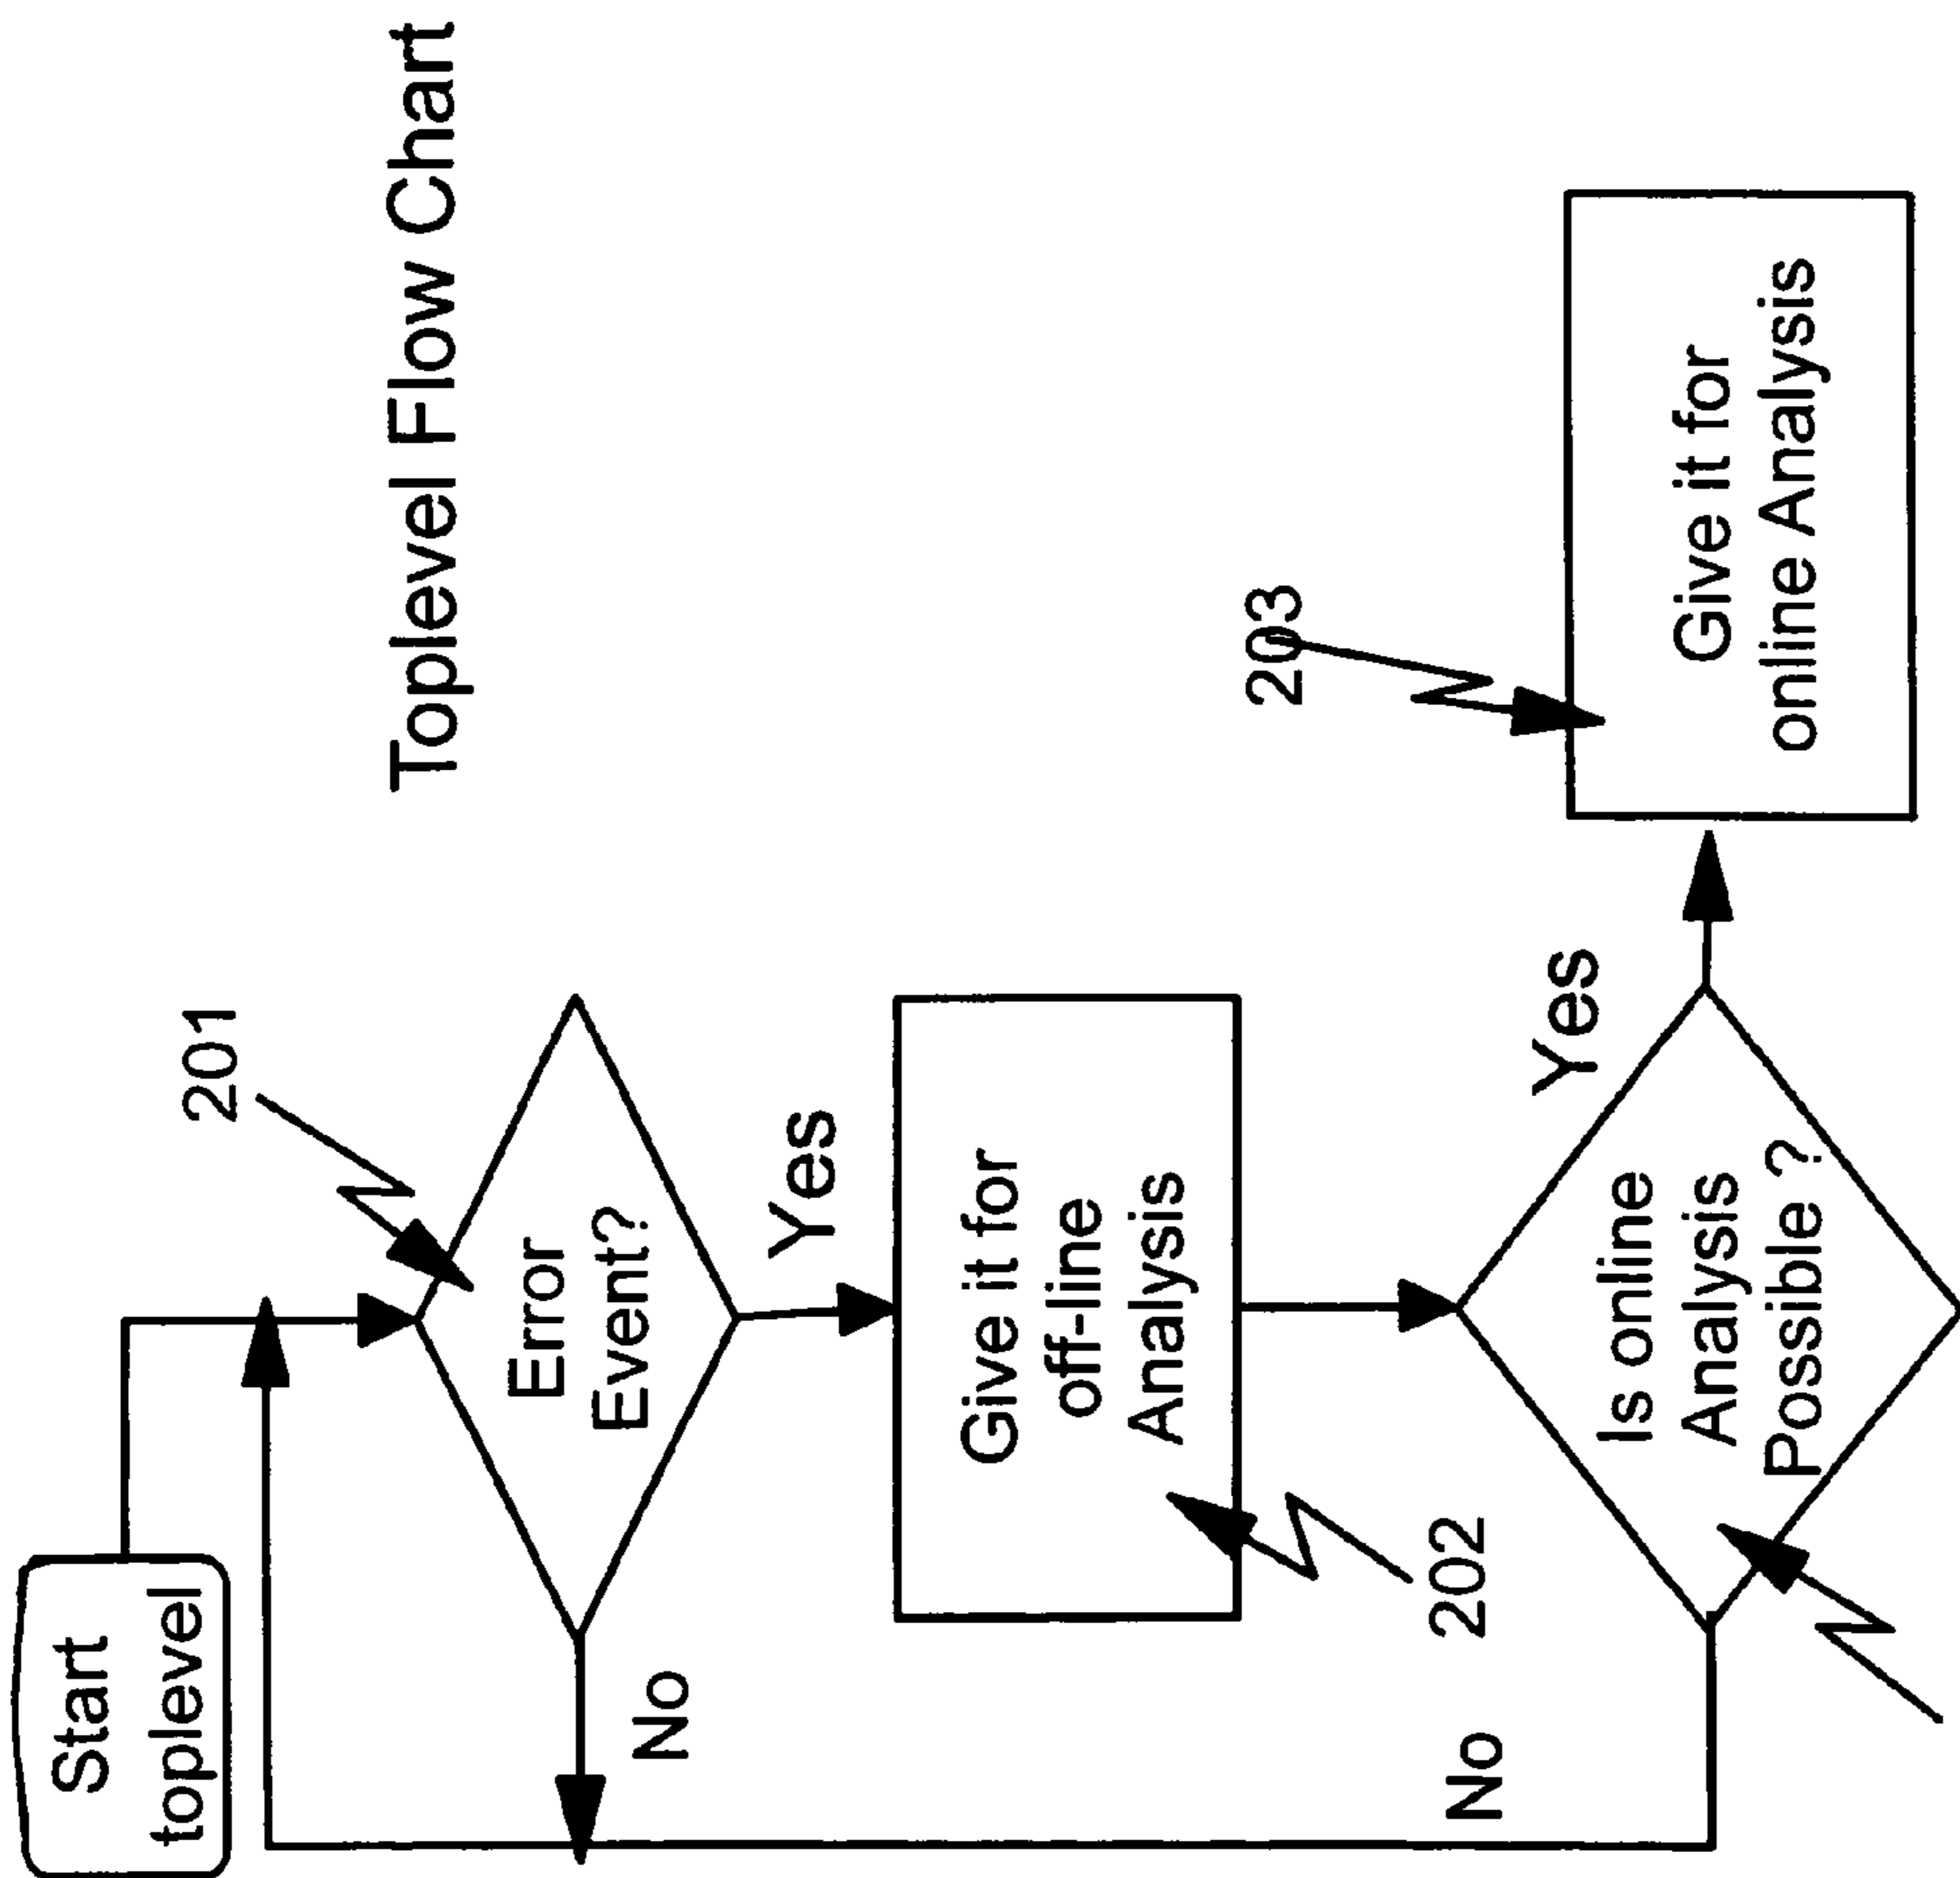 Toplevel Flow Chart
Start
toplevel
201
Error
Event?
No
Yes
Give it for
off-line
Analysis
202
Is online
Analysis
Possible ?
No
Yes
203
Give it for
online Analysis